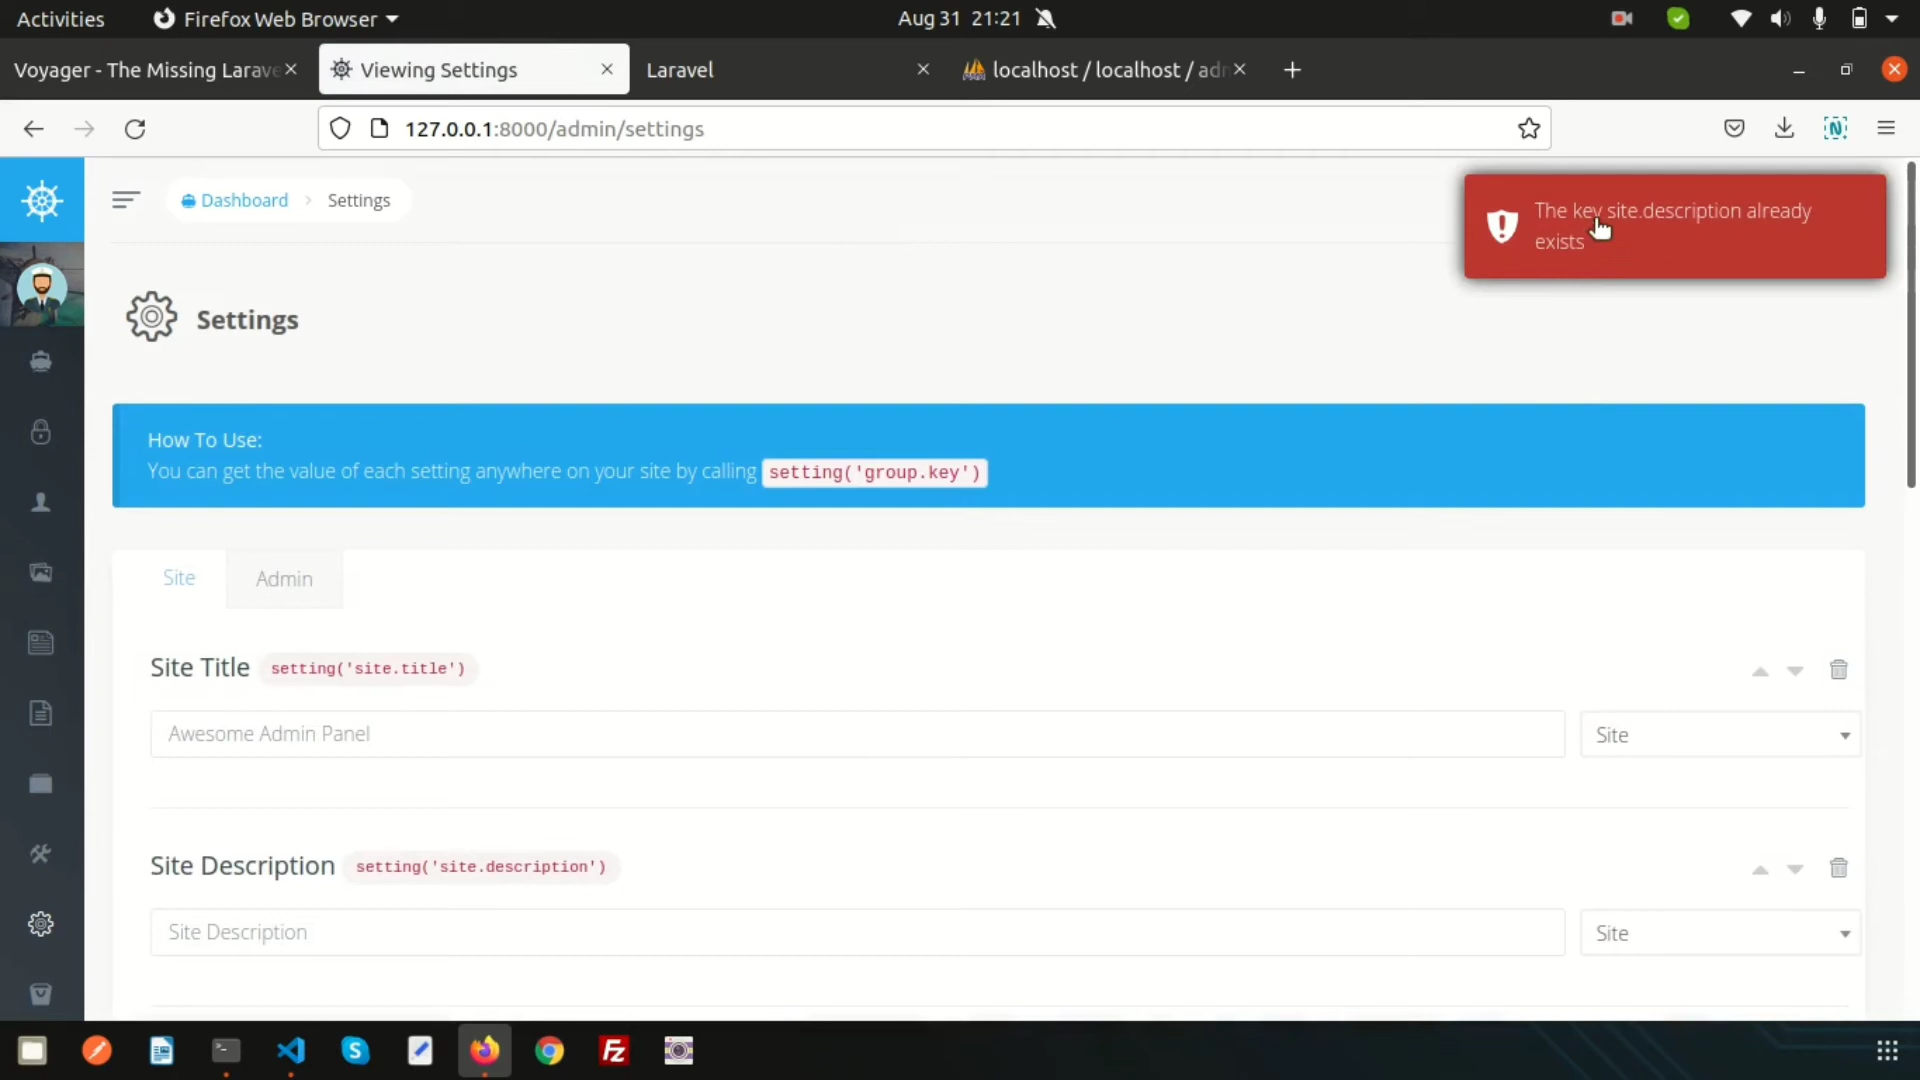 Activities
Firefox Web Browser
Aug 31 21:21
Voyager - The Missing Larave
Viewing Settings
Laravel
localhost / localhost / adm
127.0.0.1:8000/admin/settings
Dashboard
Settings
The key site.description already
exists
Settings
How To Use:
You can get the value of each setting anywhere on your site by calling setting('group.key')
Site
Admin
Site Title setting('site.title')
Awesome Admin Panel
Site
Site Description setting('site.description')
Site Description
Site